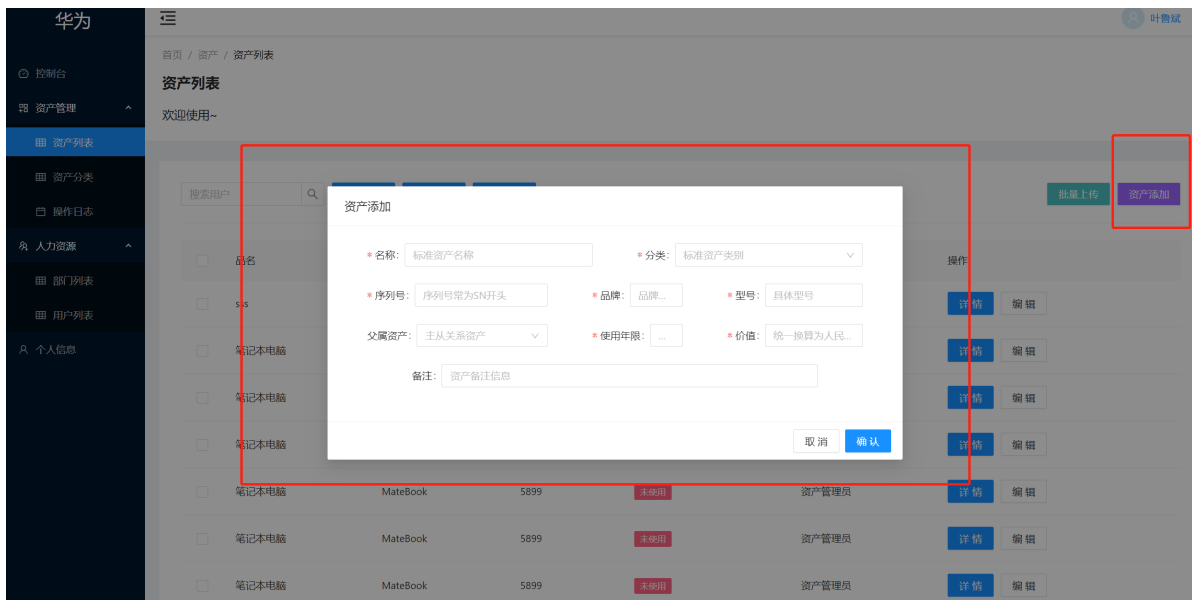 华为
叶鲁斌
首页 / 资产 / 资产列表
资产列表
欢迎使用~
控制台
资产管理
资产列表
资产分类
操作日志
人力资源
部门列表
用户列表
个人信息
搜索用户
批量上传
资产添加
资产添加
* 名称: 标准资产名称
* 分类: 标准资产类别
* 序列号: 序列号常为SN开头
* 品牌: 品牌...
* 型号: 具体型号
父属资产: 主从关系资产
* 使用年限: ...
* 价值: 统一换算为人民...
备注: 资产备注信息
取 消
确 认
品名 操作
sss 详 情 编 辑
笔记本电脑 详 情 编 辑
笔记本电脑 详 情 编 辑
笔记本电脑 详 情 编 辑
笔记本电脑 MateBook 5899 未使用 资产管理员 详 情 编 辑
笔记本电脑 MateBook 5899 未使用 资产管理员 详 情 编 辑
笔记本电脑 MateBook 5899 未使用 资产管理员 详 情 编 辑